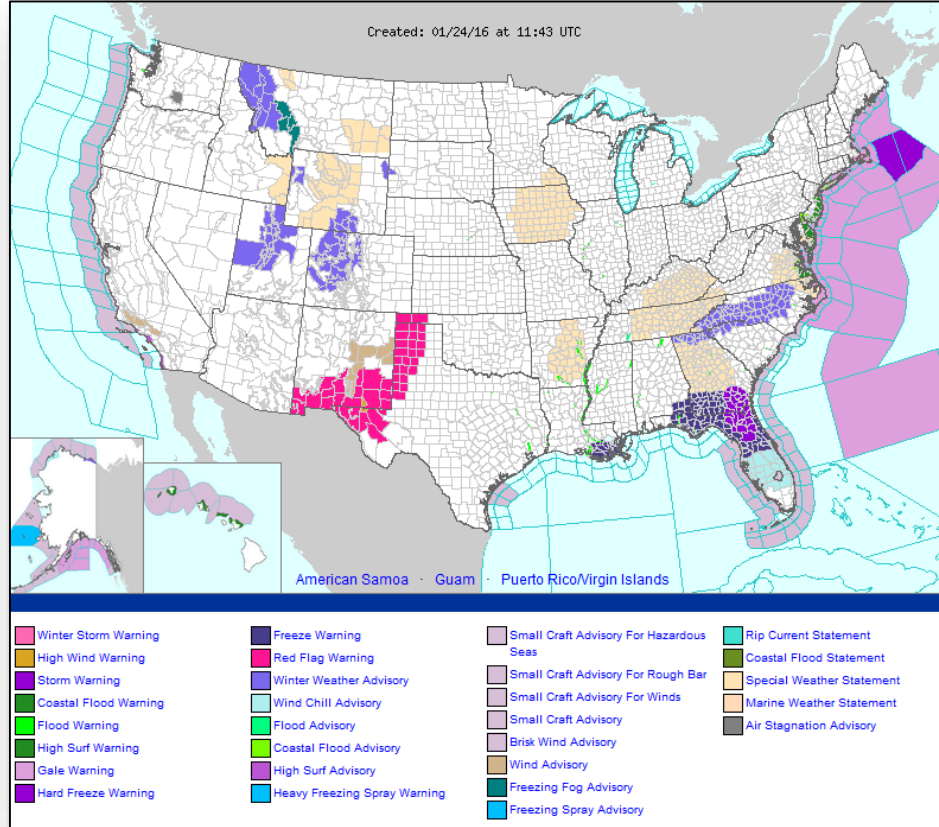 Created: 01/24/16 at 11:43 UTC
American Samoa · Guam · Puerto Rico/Virgin Islands
Winter Storm Warning
High Wind Warning
Storm Warning
Coastal Flood Warning
Flood Warning
High Surf Warning
Gale Warning
Hard Freeze Warning
Freeze Warning
Red Flag Warning
Winter Weather Advisory
Wind Chill Advisory
Flood Advisory
Coastal Flood Advisory
High Surf Advisory
Heavy Freezing Spray Warning
Small Craft Advisory For Hazardous
Seas
Small Craft Advisory For Rough Bar
Small Craft Advisory For Winds
Small Craft Advisory
Brisk Wind Advisory
Wind Advisory
Freezing Fog Advisory
Freezing Spray Advisory
Rip Current Statement
Coastal Flood Statement
Special Weather Statement
Marine Weather Statement
Air Stagnation Advisory